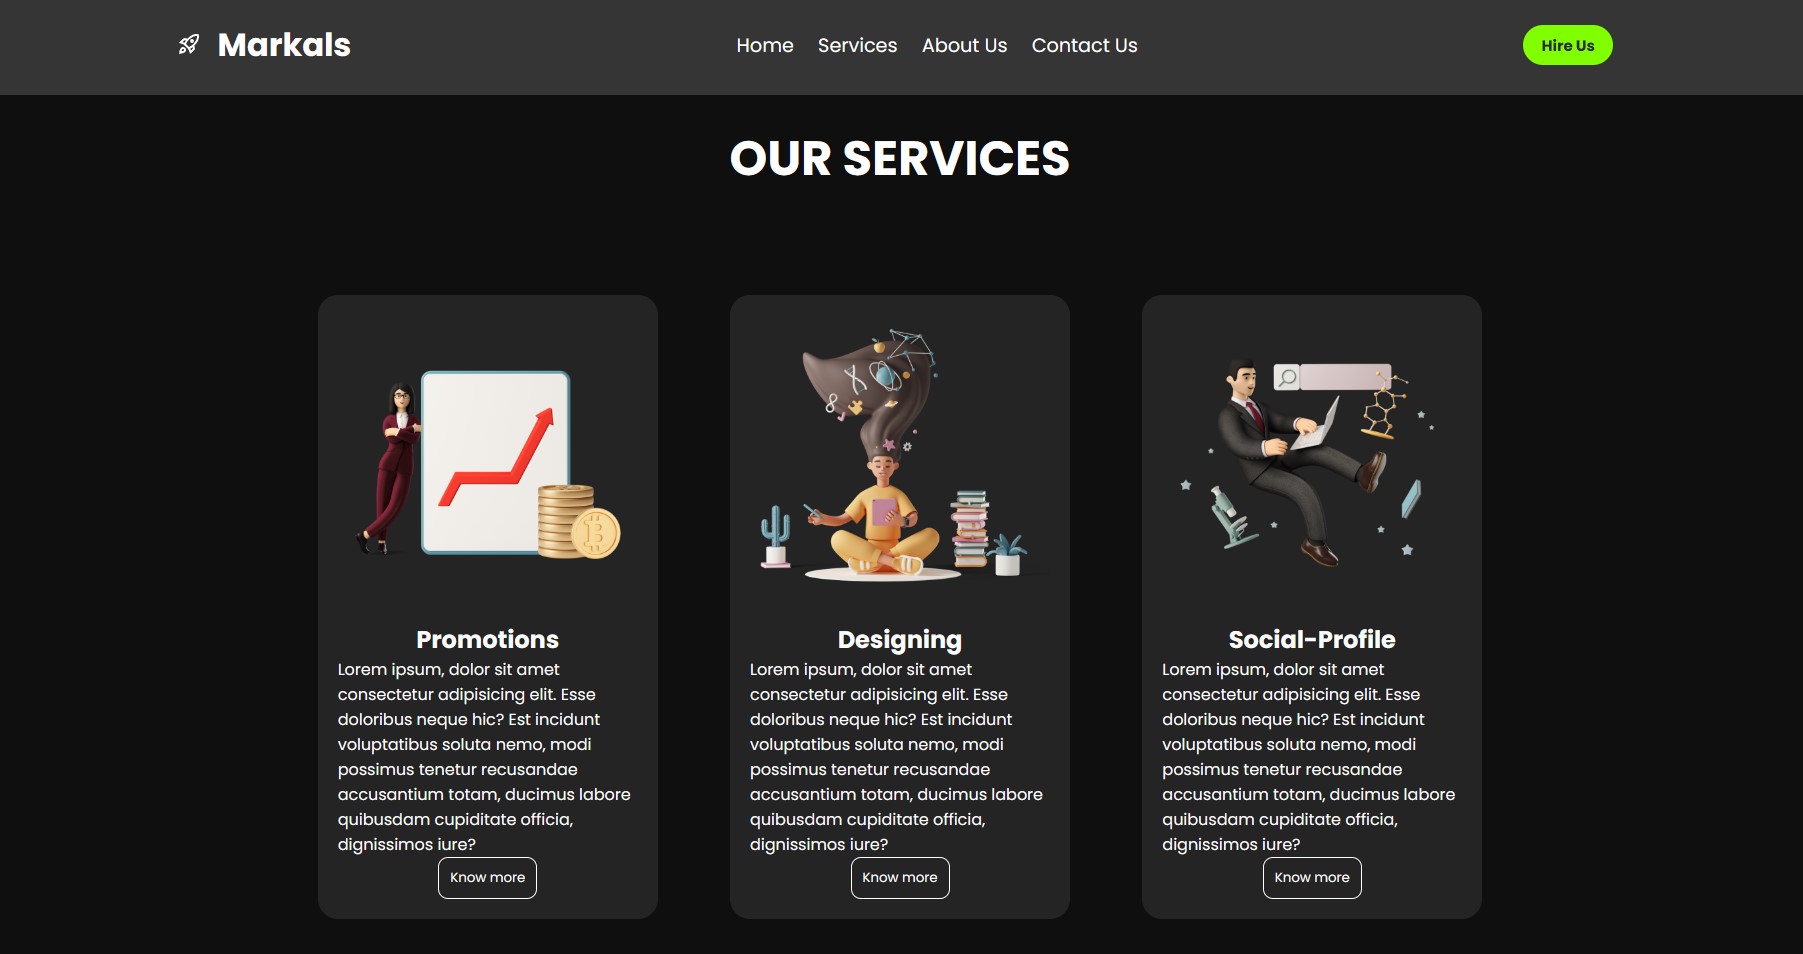 Markals
Home Services About Us Contact Us
Hire Us
OUR SERVICES
Promotions
Lorem ipsum, dolor sit amet
consectetur adipisicing elit. Esse
doloribus neque hic? Est incidunt
voluptatibus soluta nemo, modi
possimus tenetur recusandae
accusantium totam, ducimus labore
quibusdam cupiditate officia,
dignissimos iure?
Know more
Designing
Lorem ipsum, dolor sit amet
consectetur adipisicing elit. Esse
doloribus neque hic? Est incidunt
voluptatibus soluta nemo, modi
possimus tenetur recusandae
accusantium totam, ducimus labore
quibusdam cupiditate officia,
dignissimos iure?
Know more
Social-Profile
Lorem ipsum, dolor sit amet
consectetur adipisicing elit. Esse
doloribus neque hic? Est incidunt
voluptatibus soluta nemo, modi
possimus tenetur recusandae
accusantium totam, ducimus labore
quibusdam cupiditate officia,
dignissimos iure?
Know more